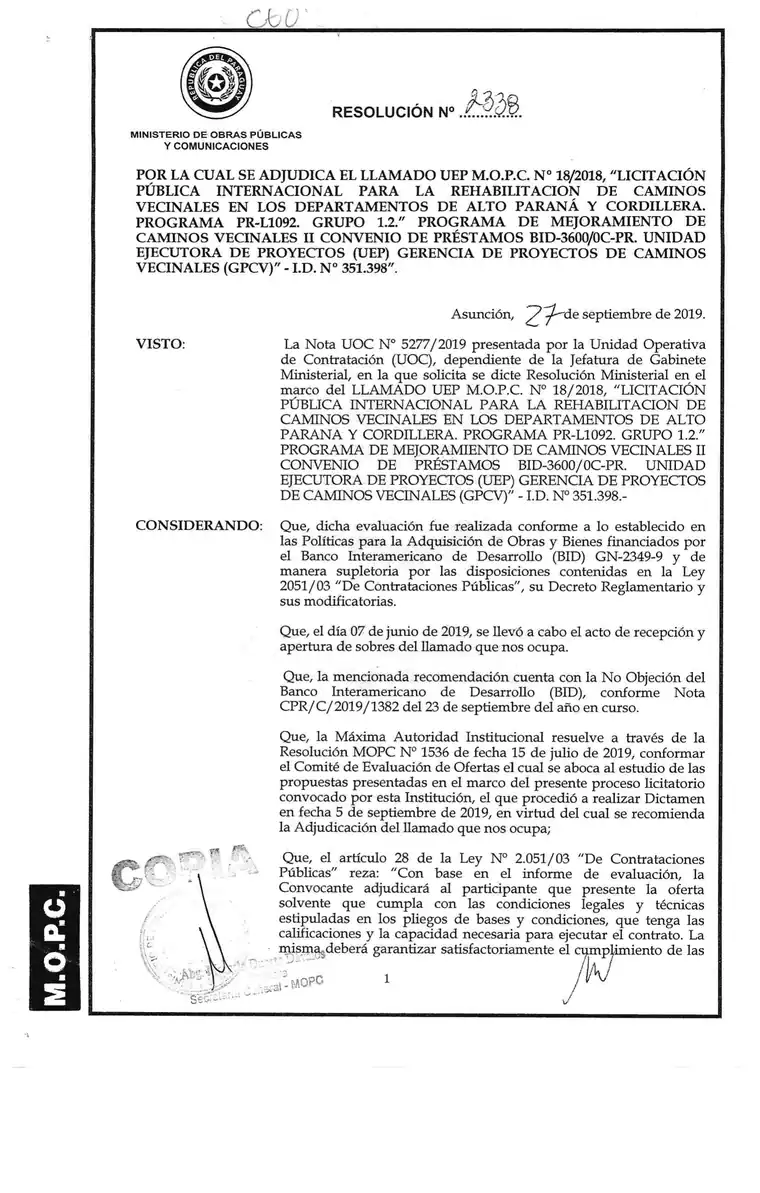 REPUBLICA DEL PARAGUAY
RESOLUCIÓN Nº 2338
MINISTERIO DE OBRAS PÚBLICAS
Y COMUNICACIONES
POR LA CUAL SE ADJUDICA EL LLAMADO UEP M.O.P.C. Nº 18/2018, “LICITACIÓN
PÚBLICA INTERNACIONAL PARA LA REHABILITACION DE CAMINOS
VECINALES EN LOS DEPARTAMENTOS DE ALTO PARANÁ Y CORDILLERA.
PROGRAMA PR-L1092. GRUPO 1.2.” PROGRAMA DE MEJORAMIENTO DE
CAMINOS VECINALES II CONVENIO DE PRÉSTAMOS BID-3600/0C-PR. UNIDAD
EJECUTORA DE PROYECTOS (UEP) GERENCIA DE PROYECTOS DE CAMINOS
VECINALES (GPCV)” - I.D. Nº 351.398”.
Asunción, 27 de septiembre de 2019.
VISTO: La Nota UOC Nº 5277/2019 presentada por la Unidad Operativa
de Contratación (UOC), dependiente de la Jefatura de Gabinete
Ministerial, en la que solicita se dicte Resolución Ministerial en el
marco del LLAMADO UEP M.O.P.C. Nº 18/2018, “LICITACIÓN
PÚBLICA INTERNACIONAL PARA LA REHABILITACION DE
CAMINOS VECINALES EN LOS DEPARTAMENTOS DE ALTO
PARANA Y CORDILLERA. PROGRAMA PR-L1092. GRUPO 1.2.”
PROGRAMA DE MEJORAMIENTO DE CAMINOS VECINALES II
CONVENIO DE PRÉSTAMOS BID-3600/0C-PR. UNIDAD
EJECUTORA DE PROYECTOS (UEP) GERENCIA DE PROYECTOS
DE CAMINOS VECINALES (GPCV)” - I.D. Nº 351.398.-
CONSIDERANDO: Que, dicha evaluación fue realizada conforme a lo establecido en
las Políticas para la Adquisición de Obras y Bienes financiados por
el Banco Interamericano de Desarrollo (BID) GN-2349-9 y de
manera supletoria por las disposiciones contenidas en la Ley
2051/03 “De Contrataciones Públicas”, su Decreto Reglamentario y
sus modificatorias.
Que, el día 07 de junio de 2019, se llevó a cabo el acto de recepción y
apertura de sobres del llamado que nos ocupa.
Que, la mencionada recomendación cuenta con la No Objeción del
Banco Interamericano de Desarrollo (BID), conforme Nota
CPR/C/2019/1382 del 23 de septiembre del año en curso.
Que, la Máxima Autoridad Institucional resuelve a través de la
Resolución MOPC Nº 1536 de fecha 15 de julio de 2019, conformar
el Comité de Evaluación de Ofertas el cual se aboca al estudio de las
propuestas presentadas en el marco del presente proceso licitatorio
convocado por esta Institución, el que procedió a realizar Dictamen
en fecha 5 de septiembre de 2019, en virtud del cual se recomienda
la Adjudicación del llamado que nos ocupa;
Que, el artículo 28 de la Ley Nº 2.051/03 “De Contrataciones
Públicas” reza: “Con base en el informe de evaluación, la
Convocante adjudicará al participante que presente la oferta
solvente que cumpla con las condiciones legales y técnicas
estipuladas en los pliegos de bases y condiciones, que tenga las
calificaciones y la capacidad necesaria para ejecutar el contrato. La
misma deberá garantizar satisfactoriamente el cumplimiento de las
COPIA
Abg.
General - MOPC
1
M.O.P.C.